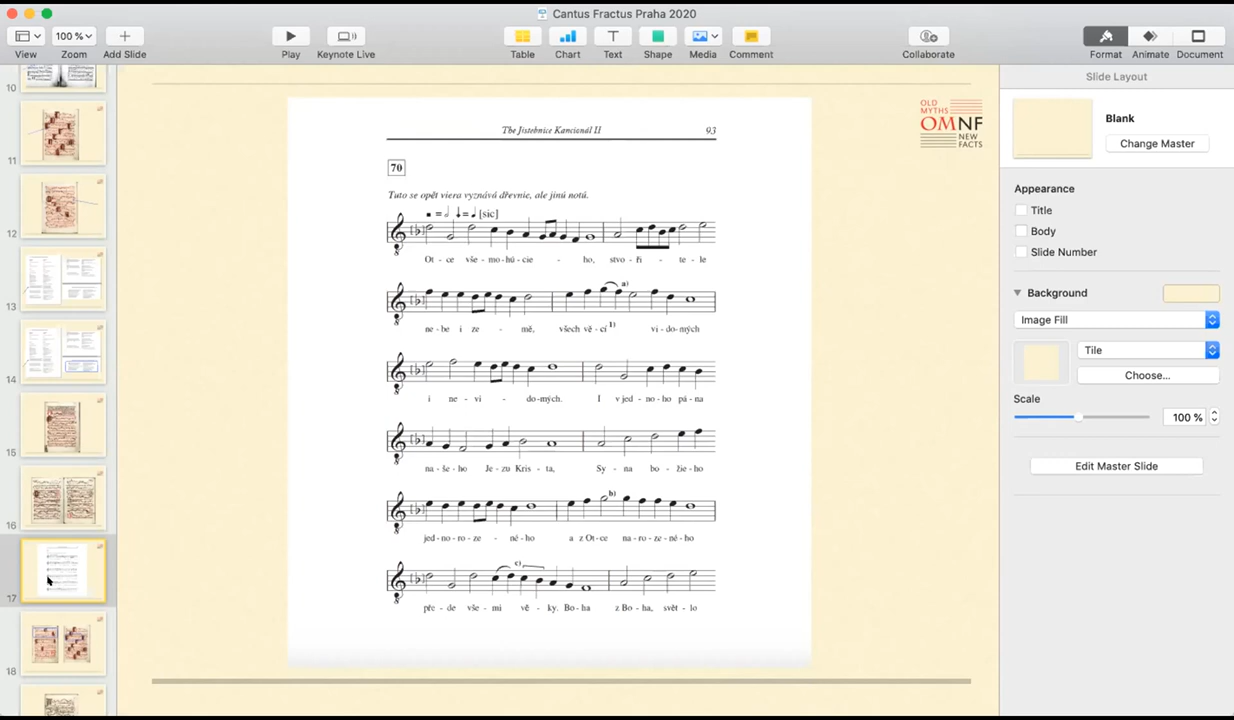 Cantus Fractus Praha 2020
100 %
View
Zoom
Add Slide
Play
Keynote Live
Table
Chart
Text
Shape
Media
Comment
Collaborate
Format
Animate
Document
10
11
12
13
14
15
16
17
18
The Jistebnice Kancionál II 93
70
Tuto se opět viera vyznává dřevnie, ale jinú notú.
[sic]
Ot - ce vše - mo - hú - cie - ho, stvo - ři - te - le
a)
ne - be i ze - mě, všech vě - cí 1) vi - do - mých
i ne - vi - do - mých. I v jed - no - ho pá - na
na - še - ho Je - zu Kris - ta, Sy - na bo - žie - ho
b)
jed - no - ro - ze - né - ho a z Ot - ce na - ro - ze - né - ho
c)
pře - de vše - mi vě - ky. Bo - ha z Bo - ha, svět - lo
OLD
MYTHS
OMNF
NEW
FACTS
Slide Layout
Blank
Change Master
Appearance
Title
Body
Slide Number
Background
Image Fill
Tile
Choose...
Scale
100 %
Edit Master Slide